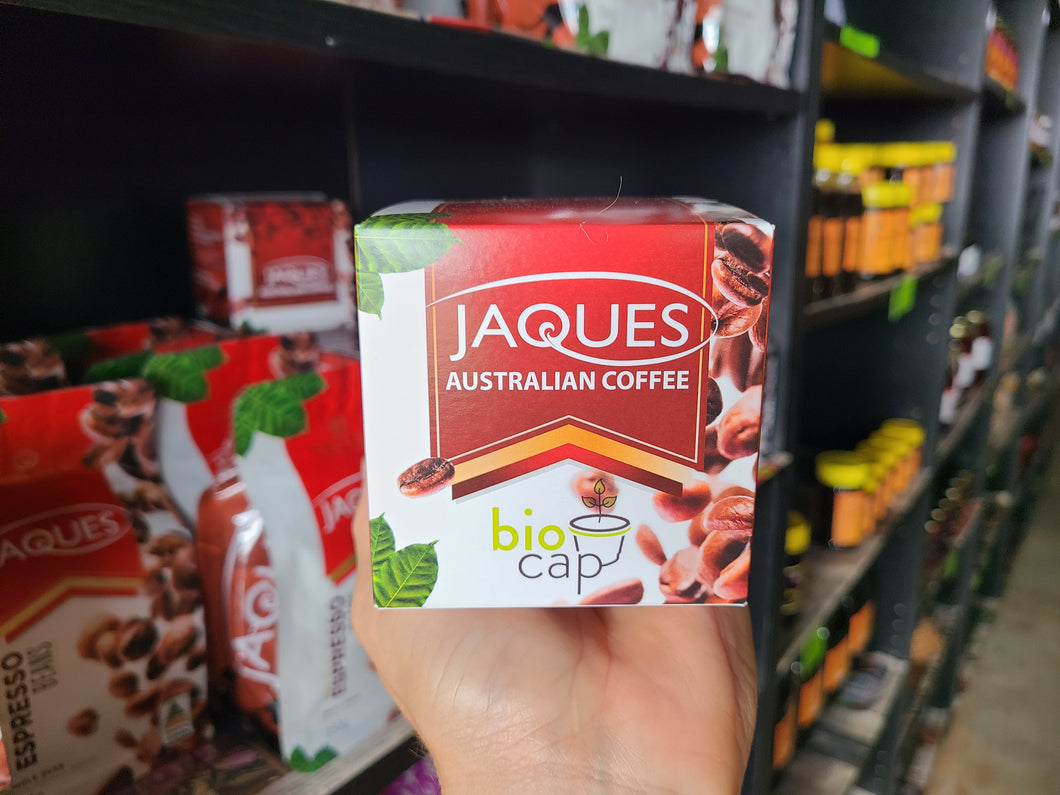 JAQUES
AUSTRALIAN COFFEE
bio
cap
JAQUES
JAQUES
ESPRESSO
BEANS
ESPRESSO